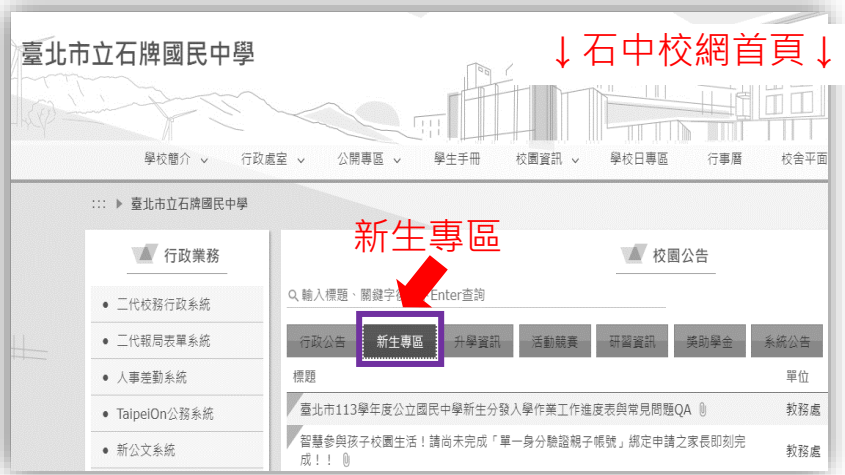 臺北市立石牌國民中學
↓石中校網首頁↓
學校簡介 行政處室 公開專區 學生手冊 校園資訊 學校日專區 行事曆 校舍平面
::: 臺北市立石牌國民中學
新生專區
行政業務
二代校務行政系統
二代報局表單系統
人事差勤系統
TaipeiOn公務系統
新公文系統
校園公告
輸入標題、關鍵字 Enter查詢
行政公告 新生專區 升學資訊 活動競賽 研習資訊 獎助學金 系統公告
標題 單位
臺北市113學年度公立國民中學新生分發入學作業工作進度表與常見問題QA 教務處
智慧參與孩子校園生活！請尚未完成「單一身分驗證親子帳號」綁定申請之家長即刻完
成！！ 教務處